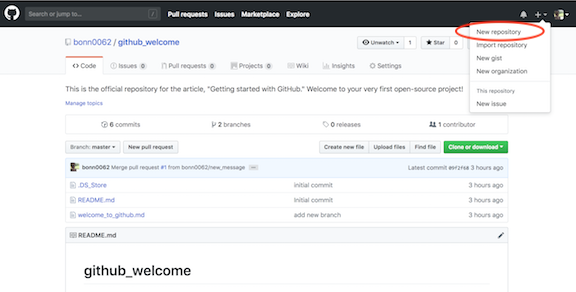 Search or jump to... / Pull requests Issues Marketplace Explore
New repository
Import repository
New gist
New organization
This repository
New issue
bonn0062 / github_welcome
Unwatch 1 Star 0
Code Issues 0 Pull requests 0 Projects 0 Wiki Insights Settings
This is the official repository for the article, "Getting started with GitHub." Welcome to your very first open-source project!
Manage topics
6 commits 2 branches 0 releases 1 contributor
Branch: master New pull request Create new file Upload files Find file Clone or download
bonn0062 Merge pull request #1 from bonn0062/new_message ... Latest commit 3 hours ago
.DS_Store initial commit 3 hours ago
README.md initial commit 3 hours ago
welcome_to_github.md add new branch 3 hours ago
README.md
github_welcome